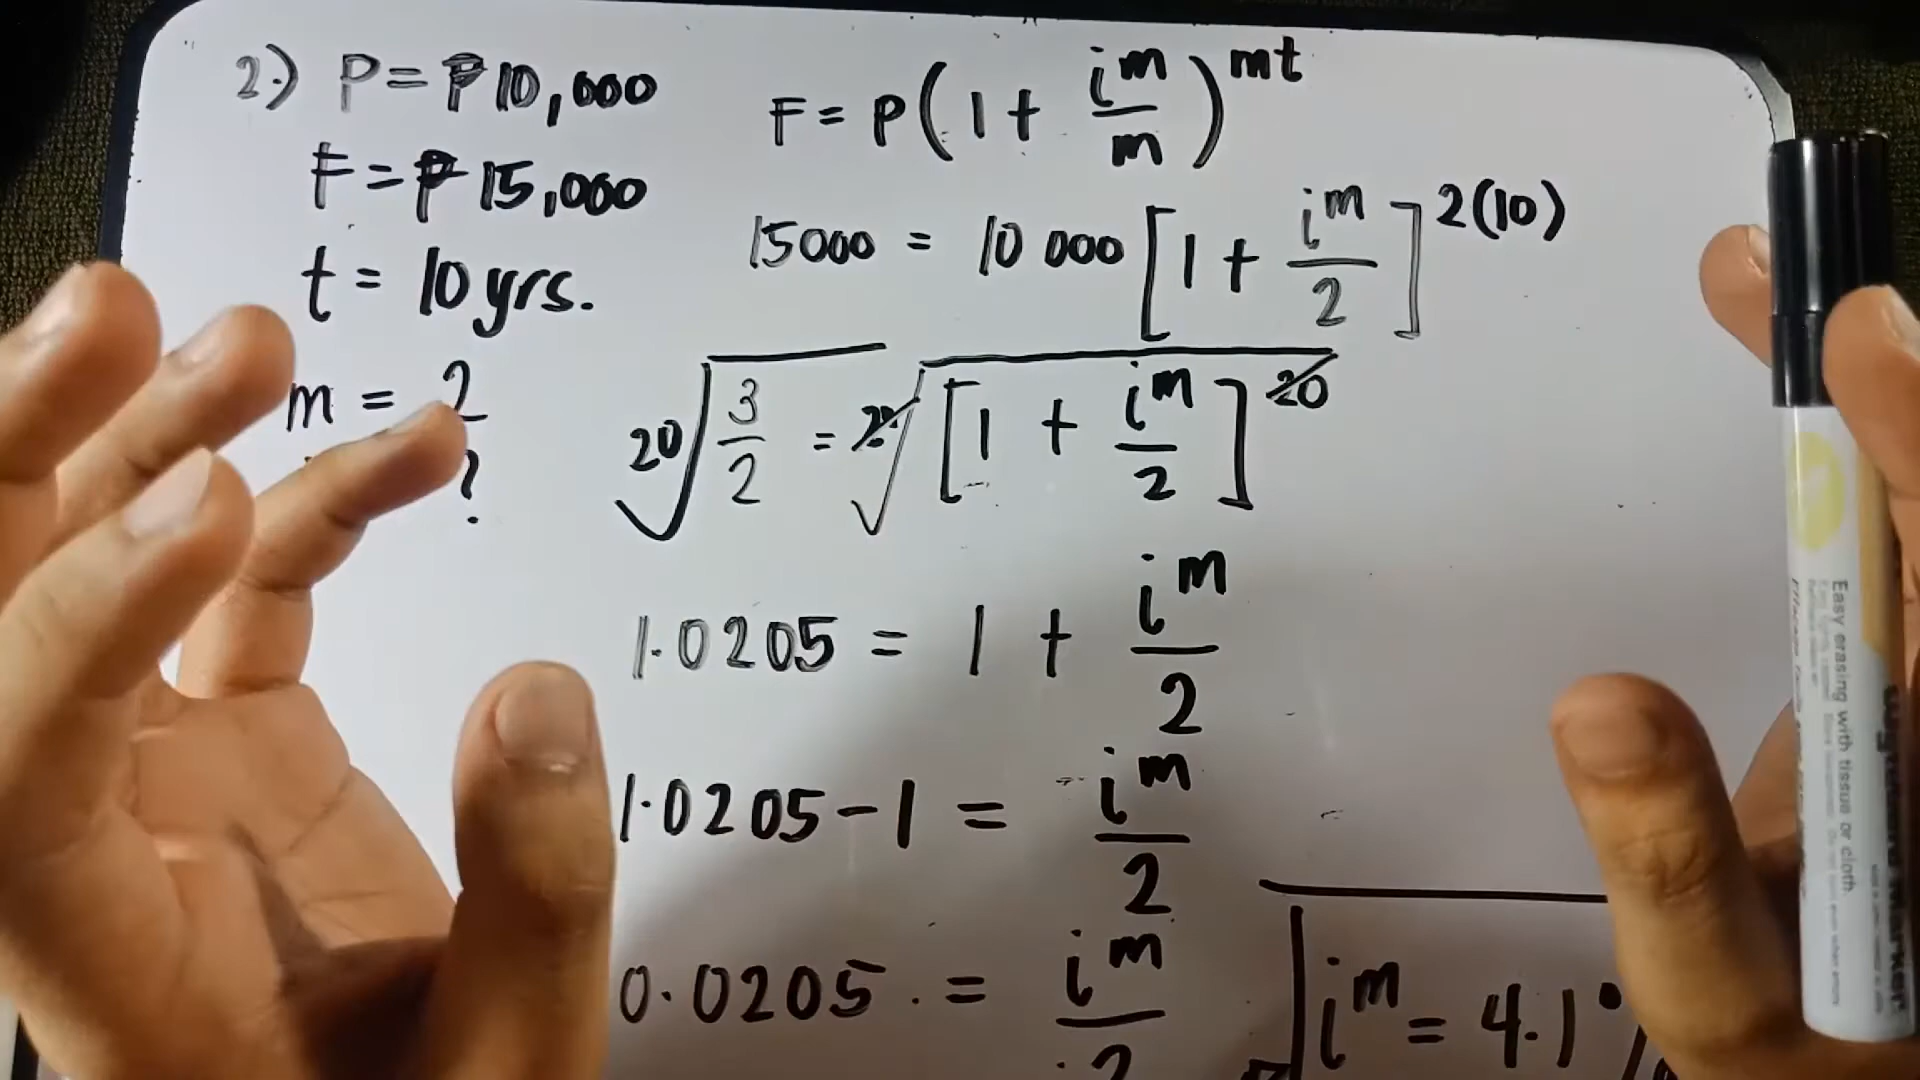 2.) P = ₱10,000
F = ₱15,000
t = 10 yrs.
m = 2
?
F = P(1 + i^m/m)^mt
15000 = 10 000 [1 + i^m/2]^2(10)
20√3/2 = 20√[1 + i^m/2]^20
1.0205 = 1 + i^m/2
1.0205 - 1 = i^m/2
0.0205 = i^m/2
i^m = 4.1%
Easy erasing with tissue or cloth.